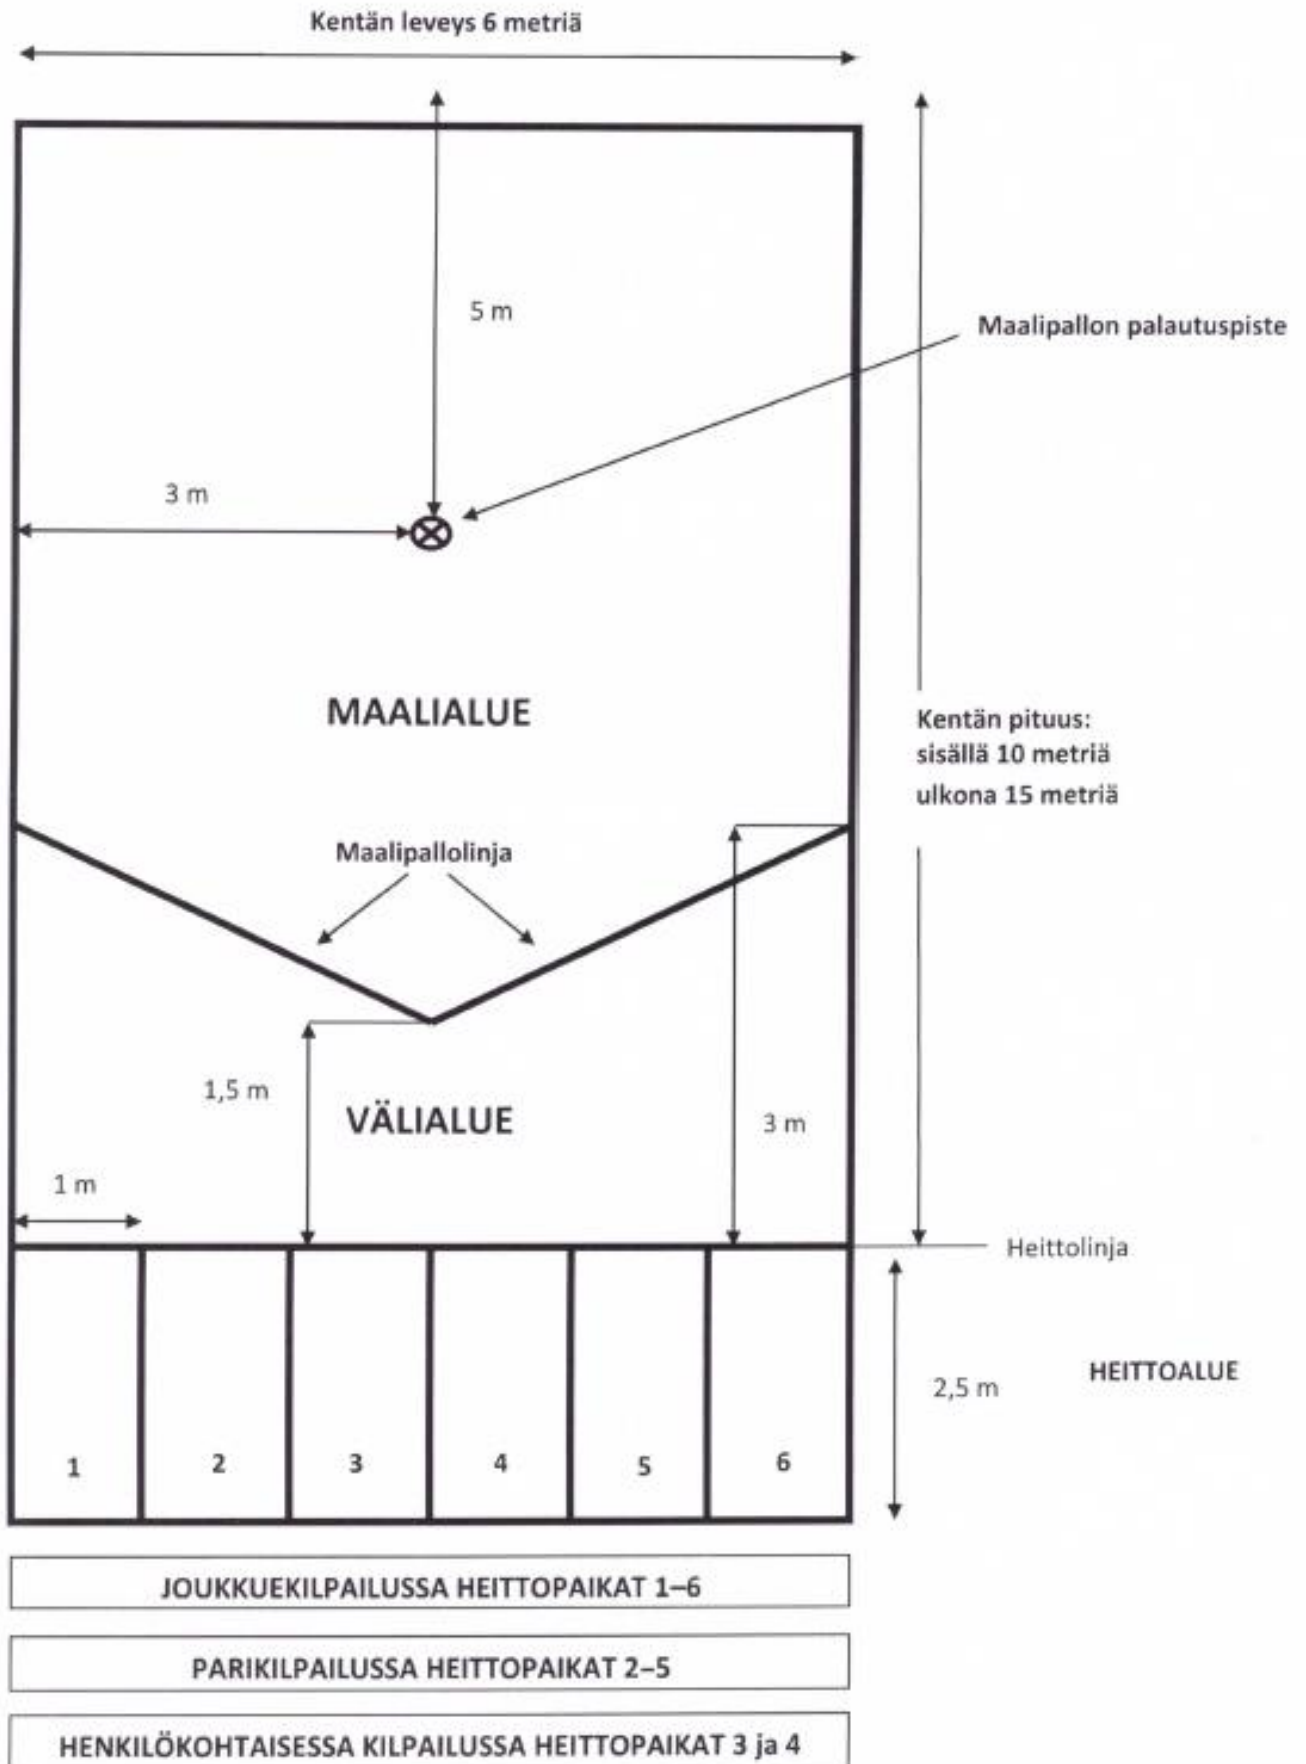 Kentän leveys 6 metriä
5 m
Maalipallon palautuspiste
3 m
MAALIALUE
Kentän pituus:
sisällä 10 metriä
ulkona 15 metriä
Maalipallolinja
1,5 m
VÄLIALUE
3 m
1 m
Heittolinja
HEITTOALUE
2,5 m
1 2 3 4 5 6
JOUKKUEKILPAILUSSA HEITTOPAIKAT 1–6
PARIKILPAILUSSA HEITTOPAIKAT 2–5
HENKILÖKOHTAISESSA KILPAILUSSA HEITTOPAIKAT 3 ja 4